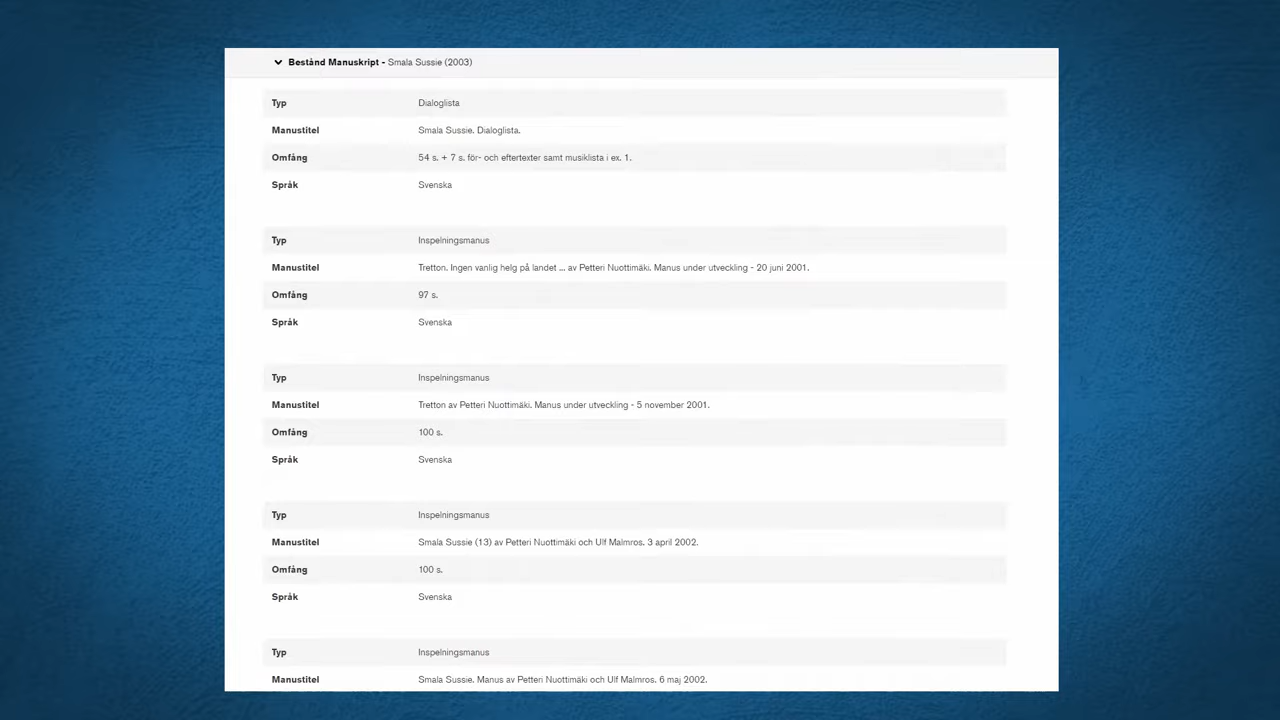 Bestånd Manuskript - Smala Sussie (2003)
Typ Dialoglista
Manustitel Smala Sussie. Dialoglista.
Omfång 54 s. + 7 s. för- och eftertexter samt musiklista i ex. 1.
Språk Svenska
Typ Inspelningsmanus
Manustitel Tretton. Ingen vanlig helg på landet ... av Petteri Nuottimäki. Manus under utveckling - 20 juni 2001.
Omfång 97 s.
Språk Svenska
Typ Inspelningsmanus
Manustitel Tretton av Petteri Nuottimäki. Manus under utveckling - 5 november 2001.
Omfång 100 s.
Språk Svenska
Typ Inspelningsmanus
Manustitel Smala Sussie (13) av Petteri Nuottimäki och Ulf Malmros. 3 april 2002.
Omfång 100 s.
Språk Svenska
Typ Inspelningsmanus
Manustitel Smala Sussie. Manus av Petteri Nuottimäki och Ulf Malmros. 6 maj 2002.